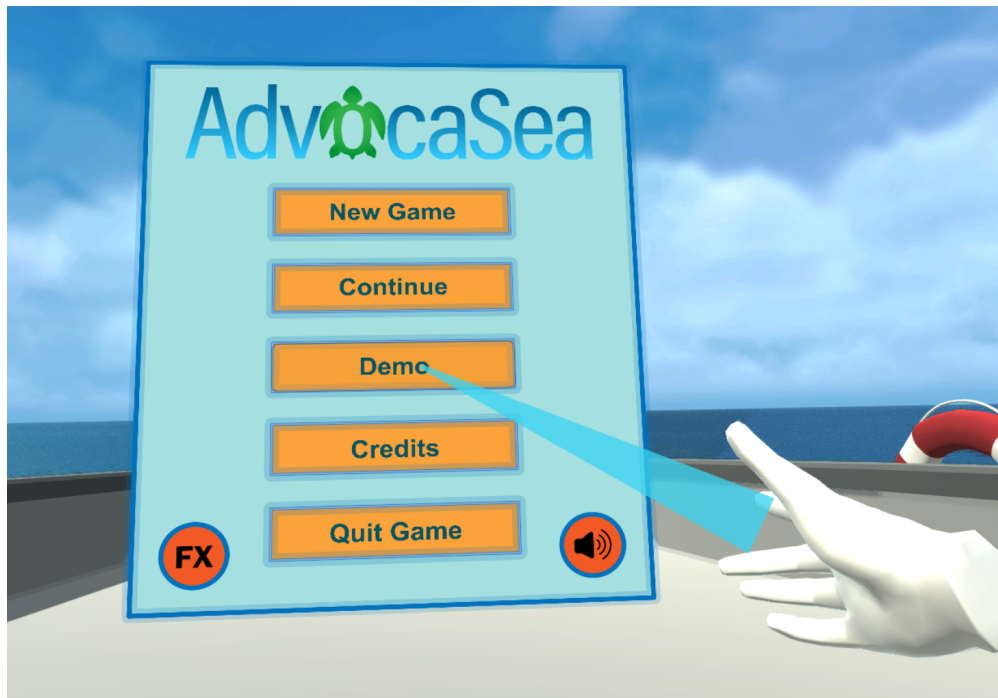 AdvocaSea
New Game
Continue
Demo
Credits
Quit Game
FX